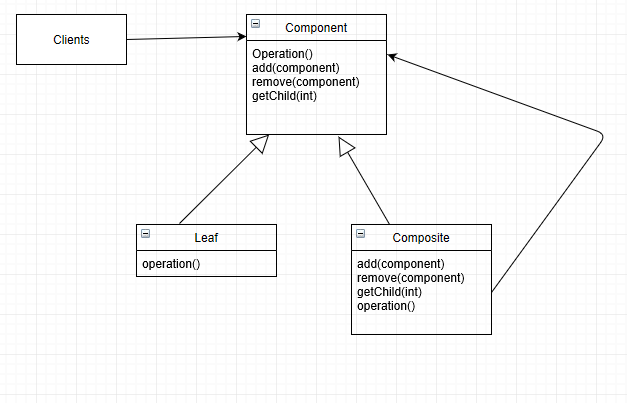 Clients
Component
Operation()
add(component)
remove(component)
getChild(int)
Leaf
operation()
Composite
add(component)
remove(component)
getChild(int)
operation()